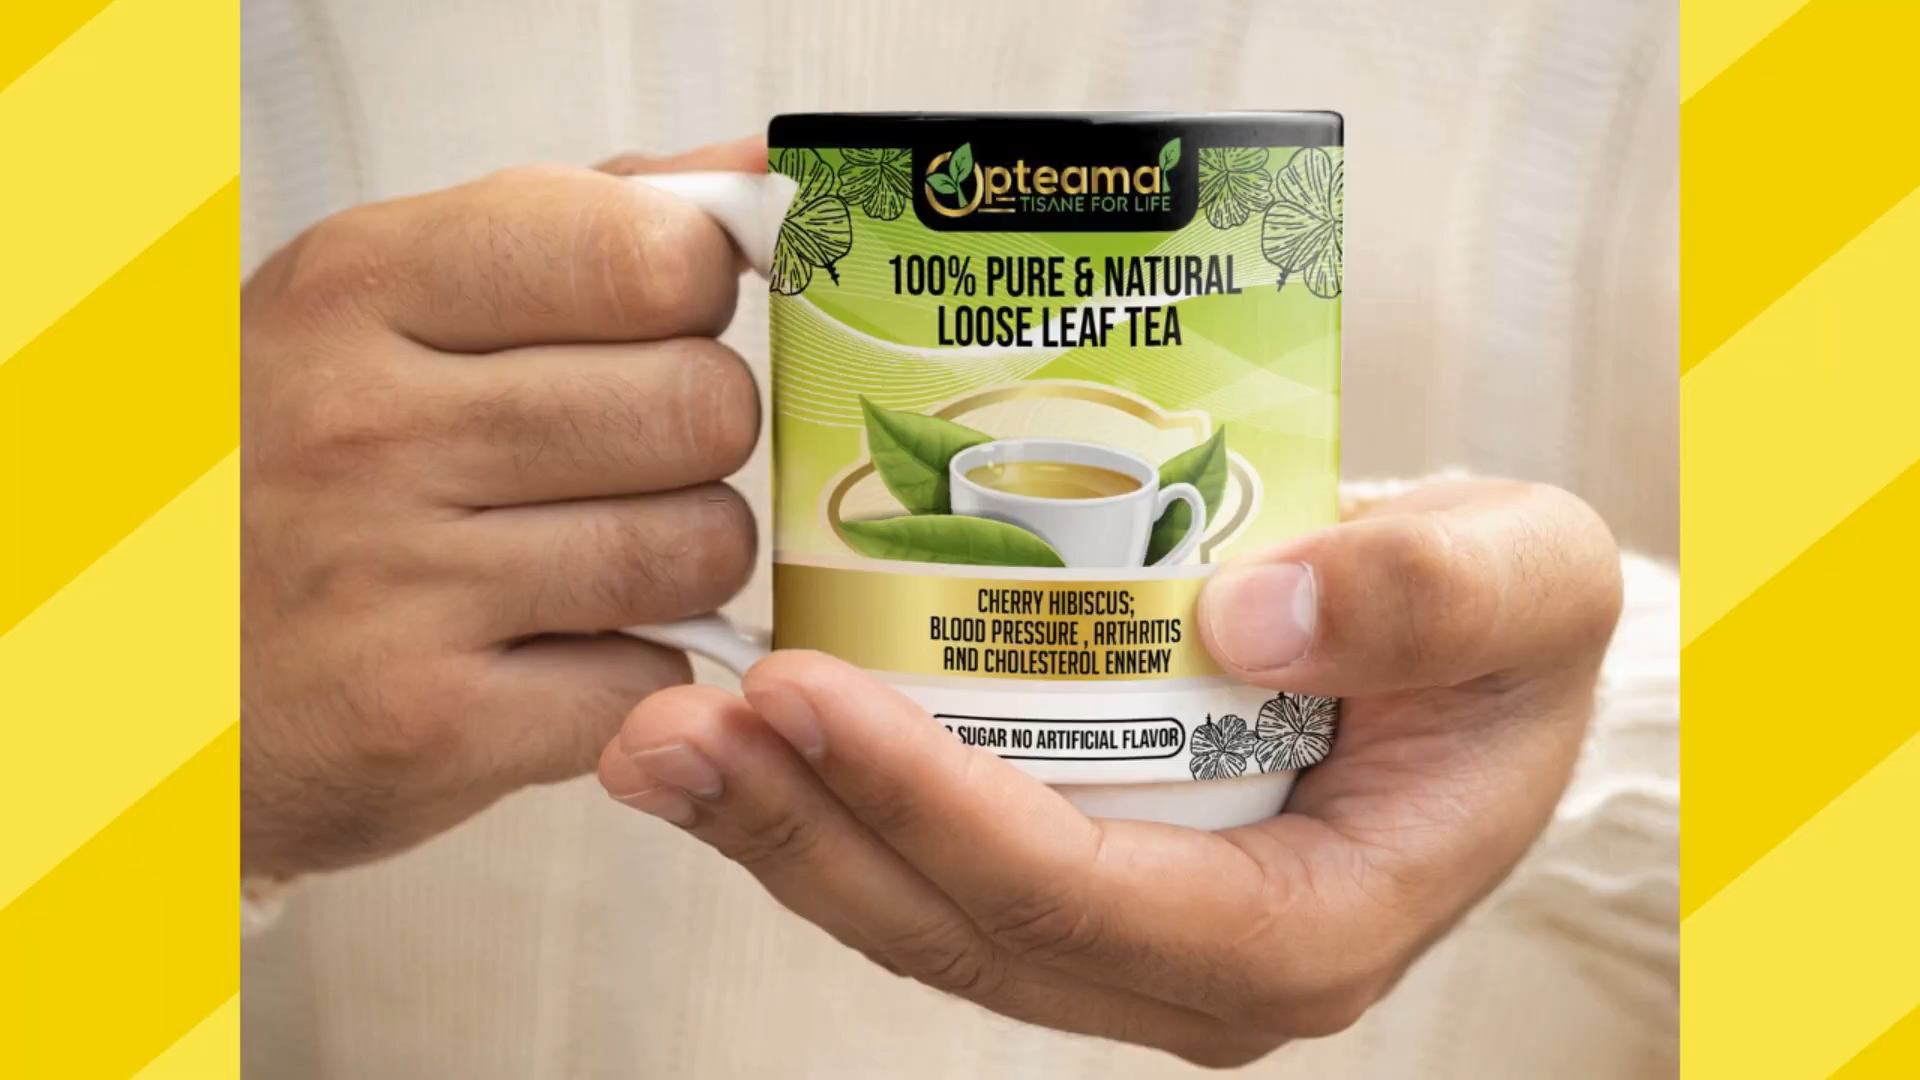 Opteama
TISANE FOR LIFE
100% PURE & NATURAL
LOOSE LEAF TEA
CHERRY HIBISCUS;
BLOOD PRESSURE , ARTHRITIS
AND CHOLESTEROL ENNEMY
SUGAR NO ARTIFICIAL FLAVOR